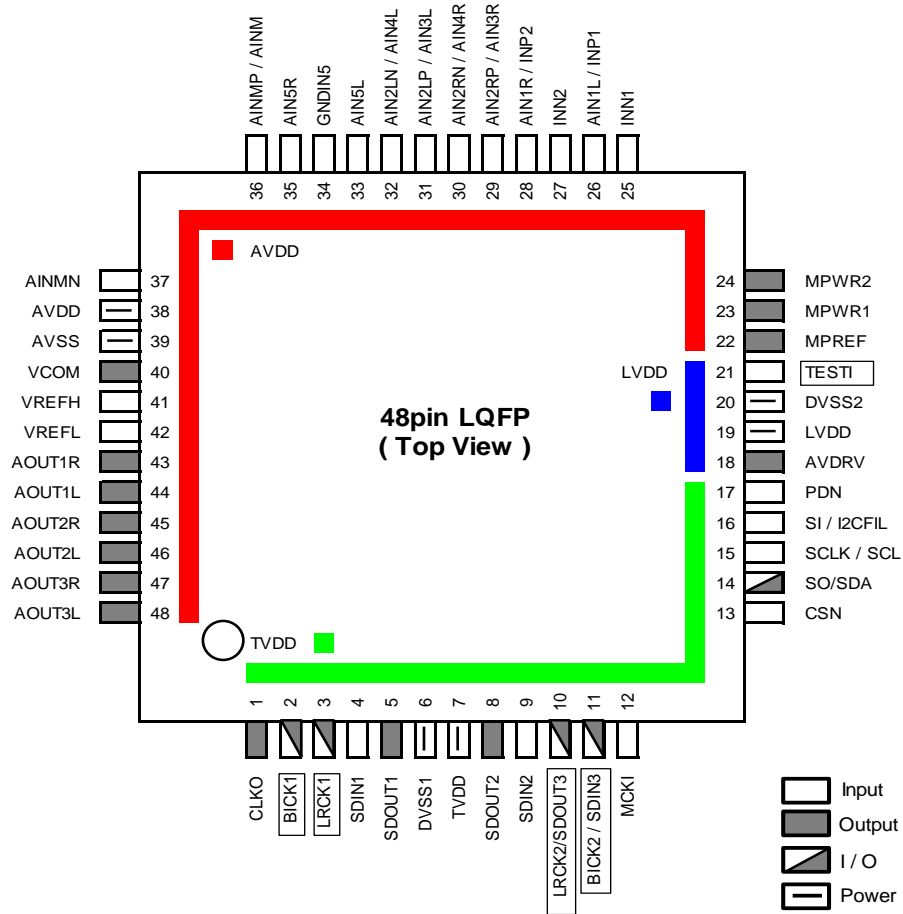 AINMP / AINM
AIN5R
GNDIN5
AIN5L
AIN2LN / AIN4L
AIN2LP / AIN3L
AIN2RN / AIN4R
AIN2RP / AIN3R
AIN1R / INP2
INN2
AIN1L / INP1
INN1
36
35
34
33
32
31
30
29
28
27
26
25
AVDD
AINMN 37
AVDD 38
AVSS 39
VCOM 40
VREFH 41
VREFL 42
AOUT1R 43
AOUT1L 44
AOUT2R 45
AOUT2L 46
AOUT3R 47
AOUT3L 48
LVDD
48pin LQFP
( Top View )
24 MPWR2
23 MPWR1
22 MPREF
21 TESTI
20 DVSS2
19 LVDD
18 AVDRV
17 PDN
16 SI / I2CFIL
15 SCLK / SCL
14 SO/SDA
13 CSN
TVDD
1
2
3
4
5
6
7
8
9
10
11
12
CLKO
BICK1
LRCK1
SDIN1
SDOUT1
DVSS1
TVDD
SDOUT2
SDIN2
LRCK2/SDOUT3
BICK2 / SDIN3
MCKI
Input
Output
I / O
Power